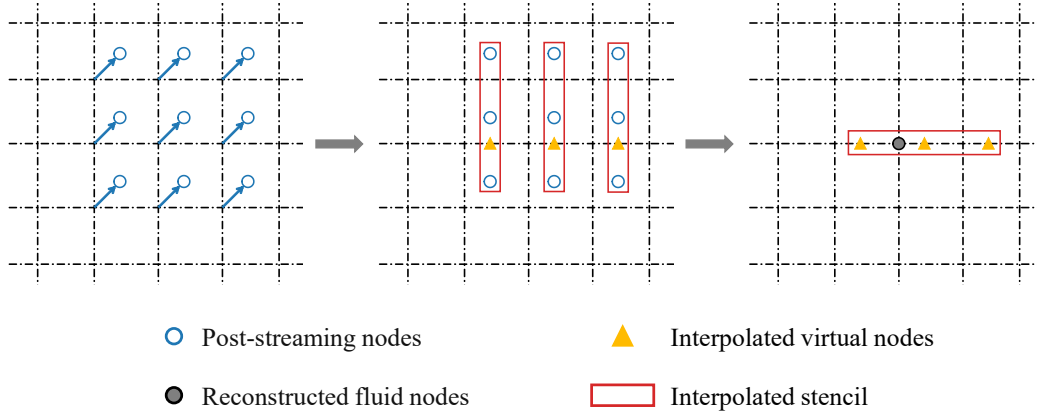 Post-streaming nodes
Interpolated virtual nodes
Reconstructed fluid nodes
Interpolated stencil